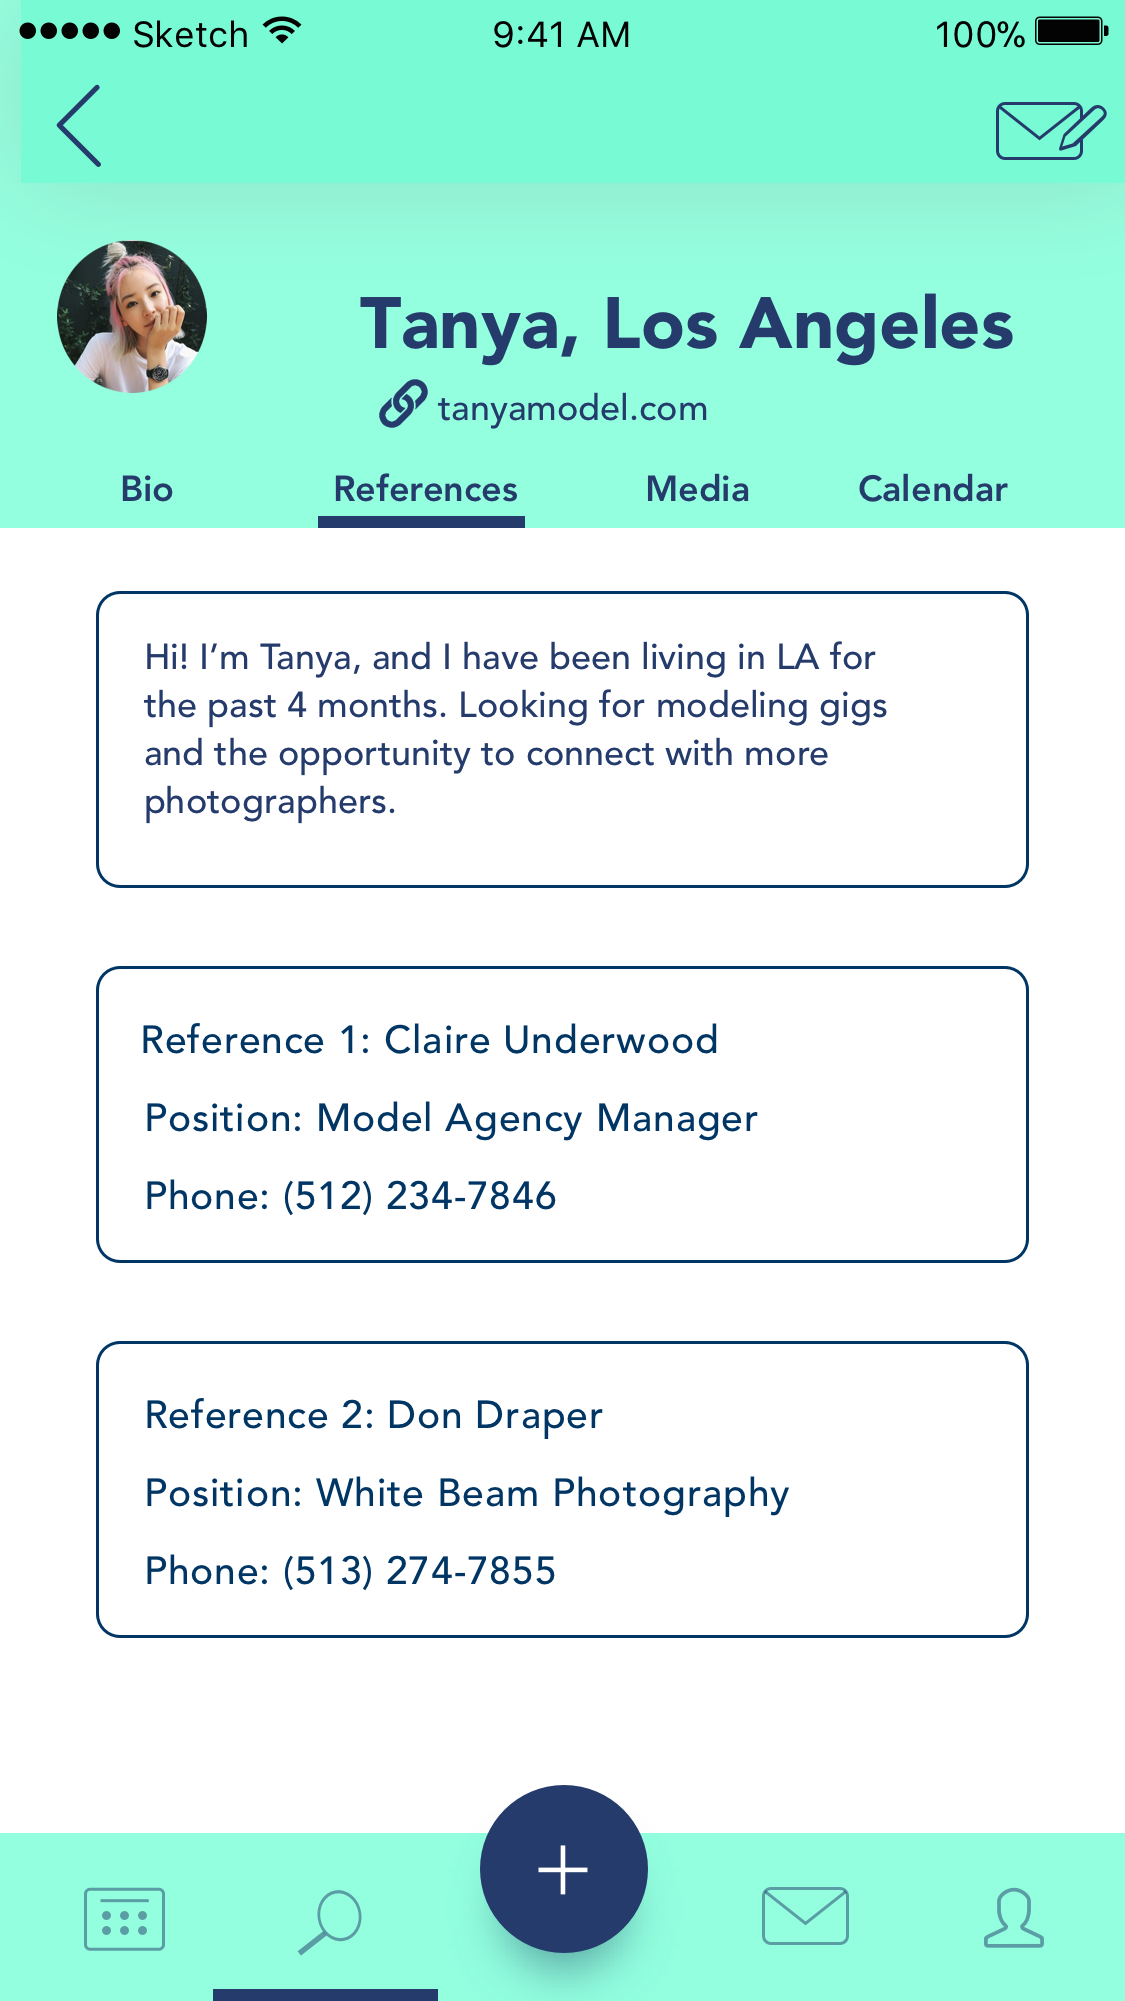 Sketch 9:41 AM 100%
Tanya, Los Angeles
tanyamodel.com
Bio References Media Calendar
Hi! I’m Tanya, and I have been living in LA for
the past 4 months. Looking for modeling gigs
and the opportunity to connect with more
photographers.
Reference 1: Claire Underwood
Position: Model Agency Manager
Phone: (512) 234-7846
Reference 2: Don Draper
Position: White Beam Photography
Phone: (513) 274-7855